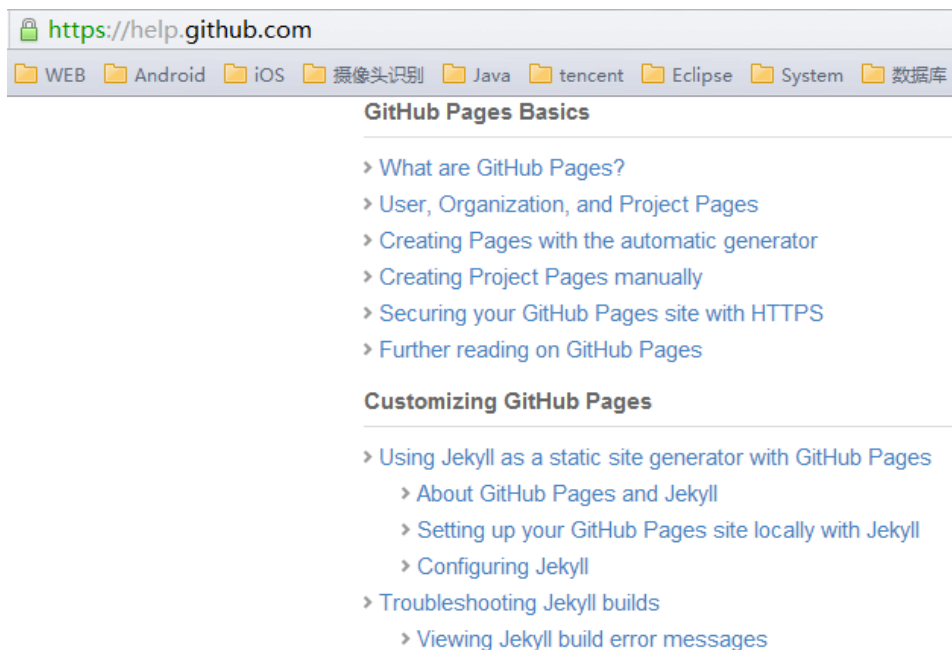 https://help.github.com
WEB Android iOS 摄像头识别 Java tencent Eclipse System 数据库
GitHub Pages Basics
What are GitHub Pages?
User, Organization, and Project Pages
Creating Pages with the automatic generator
Creating Project Pages manually
Securing your GitHub Pages site with HTTPS
Further reading on GitHub Pages
Customizing GitHub Pages
Using Jekyll as a static site generator with GitHub Pages
About GitHub Pages and Jekyll
Setting up your GitHub Pages site locally with Jekyll
Configuring Jekyll
Troubleshooting Jekyll builds
Viewing Jekyll build error messages